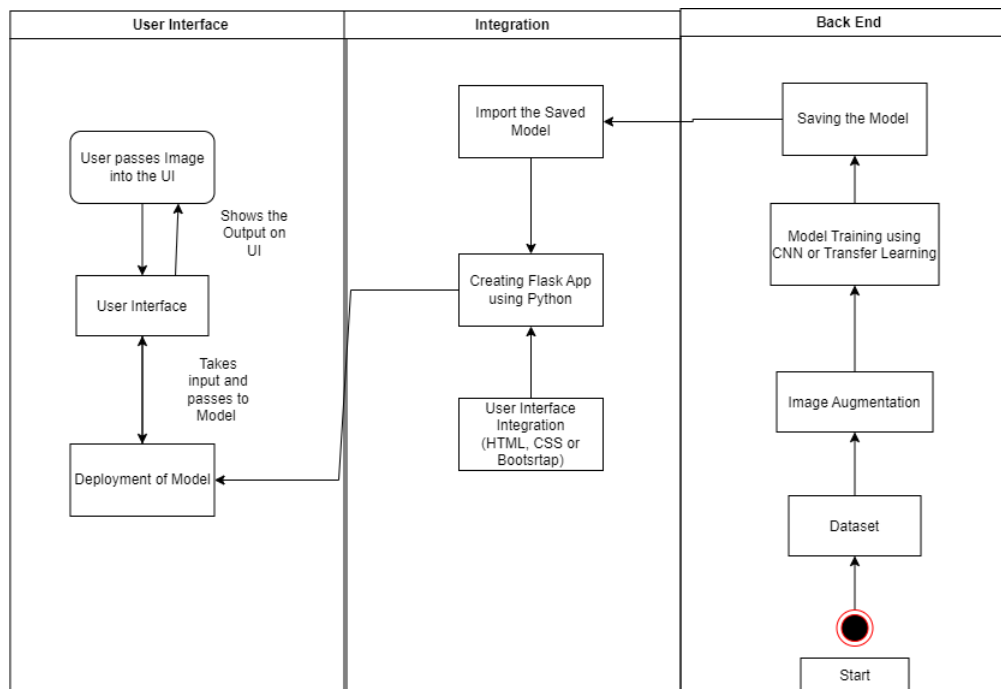 User Interface
Integration
Back End
User passes Image
into the UI
Shows the
Output on
UI
User Interface
Takes
input and
passes to
Model
Deployment of Model
Import the Saved
Model
Creating Flask App
using Python
User Interface
Integration
(HTML, CSS or
Bootsrtap)
Saving the Model
Model Training using
CNN or Transfer Learning
Image Augmentation
Dataset
Start